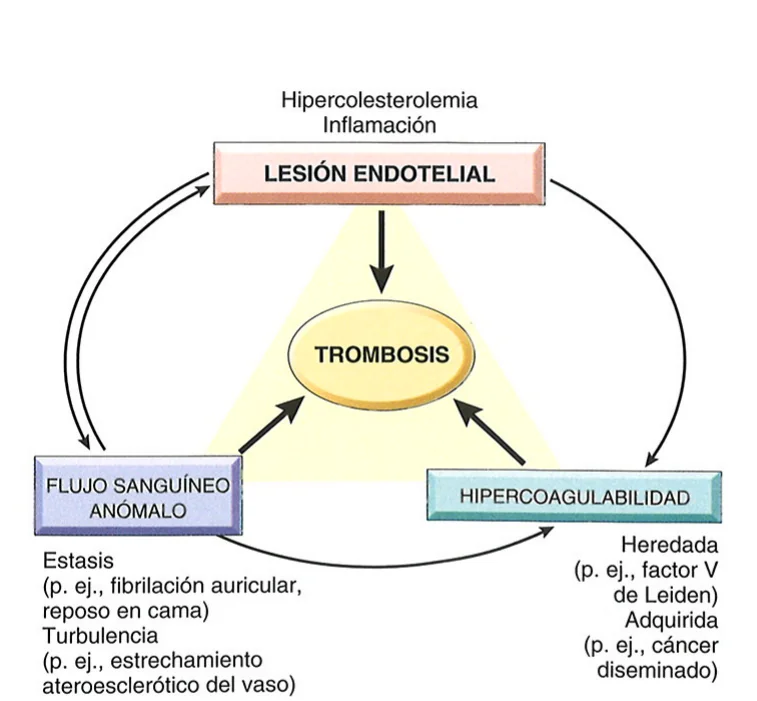 Hipercolesterolemia
Inflamación
LESIÓN ENDOTELIAL
TROMBOSIS
FLUJO SANGUÍNEO
ANÓMALO
HIPERCOAGULABILIDAD
Estasis
(p. ej., fibrilación auricular,
reposo en cama)
Turbulencia
(p. ej., estrechamiento
ateroesclerótico del vaso)
Heredada
(p. ej., factor V
de Leiden)
Adquirida
(p. ej., cáncer
diseminado)